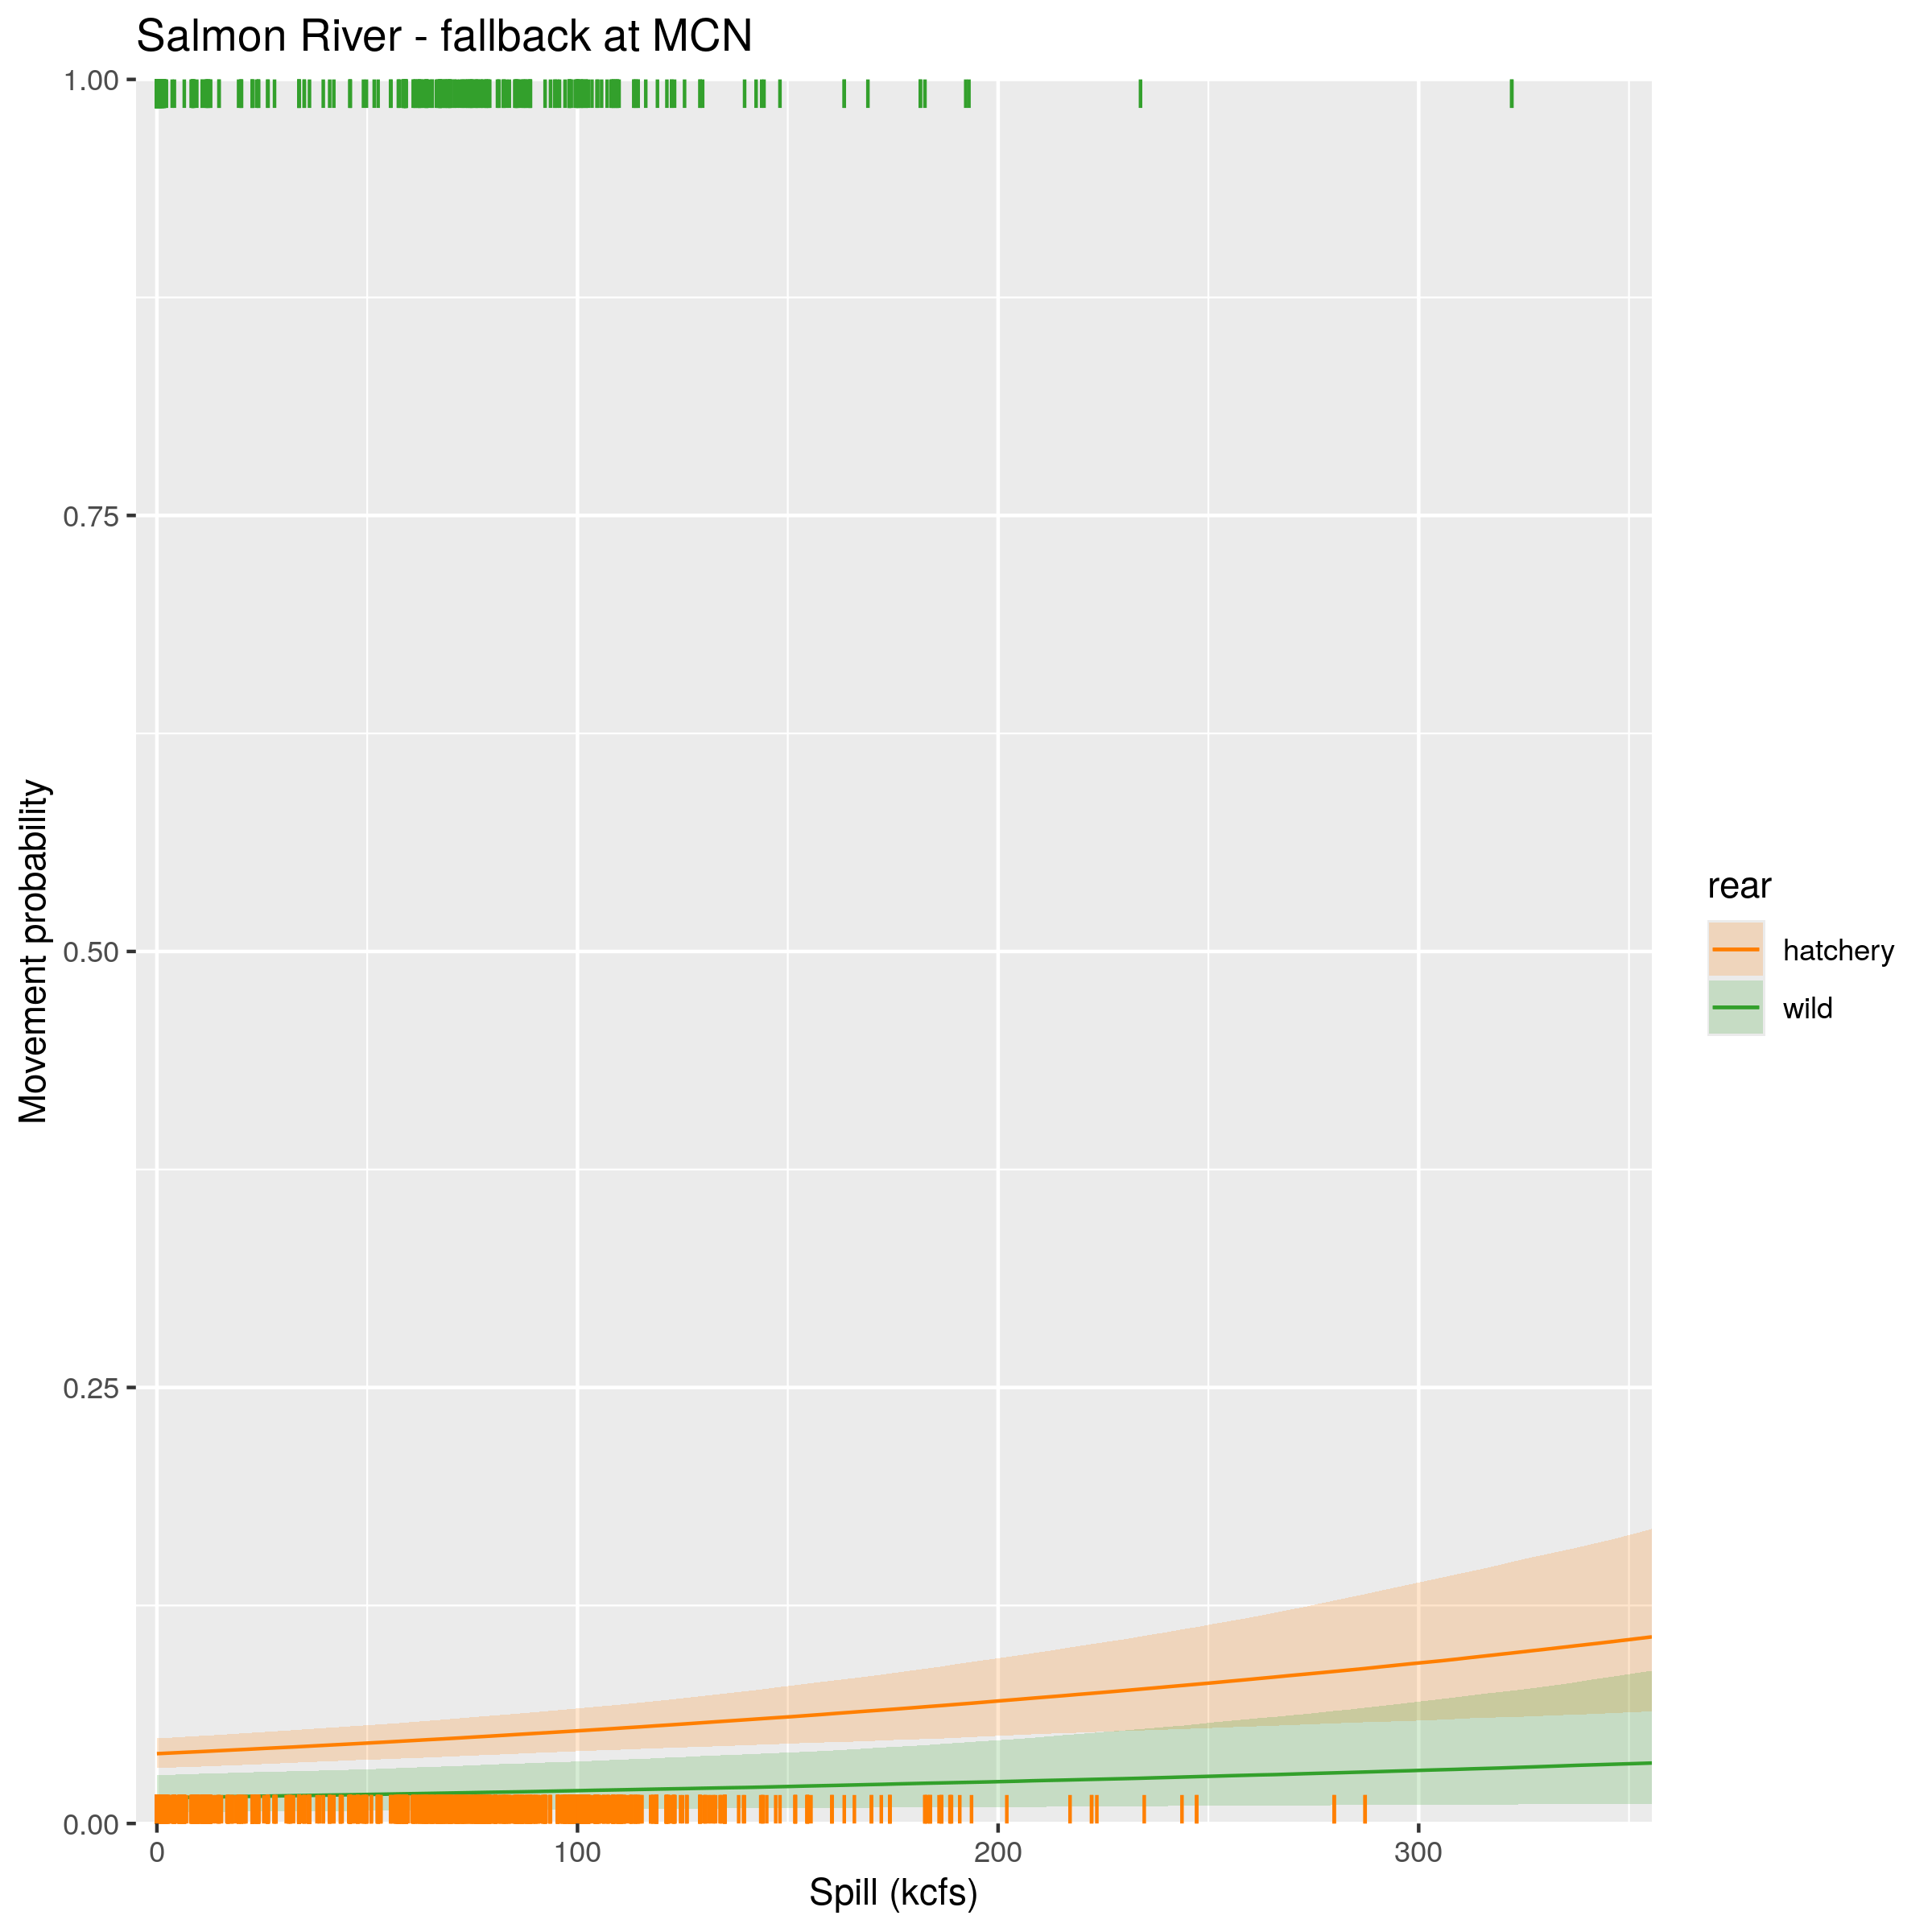 Salmon River - fallback at MCN
1.00
0.75
0.50
0.25
0.00
Movement probability
0 100 200 300
Spill (kcfs)
rear
hatchery
wild